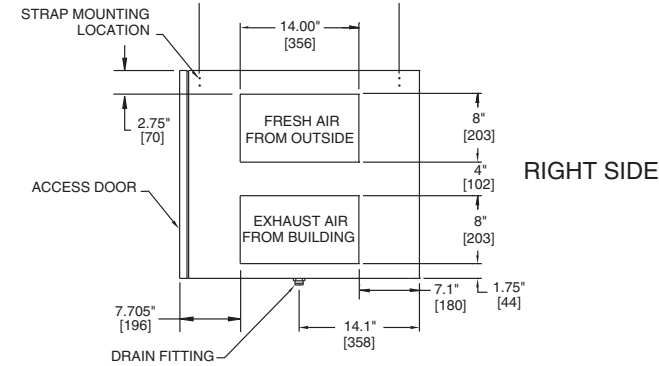 STRAP MOUNTING
LOCATION
14.00"
[356]
2.75"
[70]
FRESH AIR
FROM OUTSIDE
8"
[203]
4"
[102]
RIGHT SIDE
ACCESS DOOR
EXHAUST AIR
FROM BUILDING
8"
[203]
7.1"
[180]
1.75"
[44]
7.705"
[196]
14.1"
[358]
DRAIN FITTING